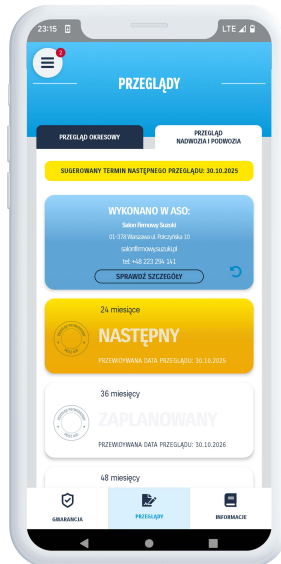 23:15
LTE
2
PRZEGLĄDY
PRZEGLĄD OKRESOWY
PRZEGLĄD
NADWOZIA I PODWOZIA
SUGEROWANY TERMIN NASTĘPNEGO PRZEGLĄDU: 30.10.2025
WYKONANO W ASO:
Salon Firmowy Suzuki
01-378 Warszawa ul. Połczyńska 10
salonfirmowysuzuki.pl
tel: +48 223 294 141
SPRAWDŹ SZCZEGÓŁY
24 miesiące
NASTĘPNY
PRZEWIDYWANA DATA PRZEGLĄDU: 30.10.2025
36 miesięcy
ZAPLANOWANY
PRZEWIDYWANA DATA PRZEGLĄDU: 30.10.2026
48 miesięcy
GWARANCJA
PRZEGLĄDY
INFORMACJE